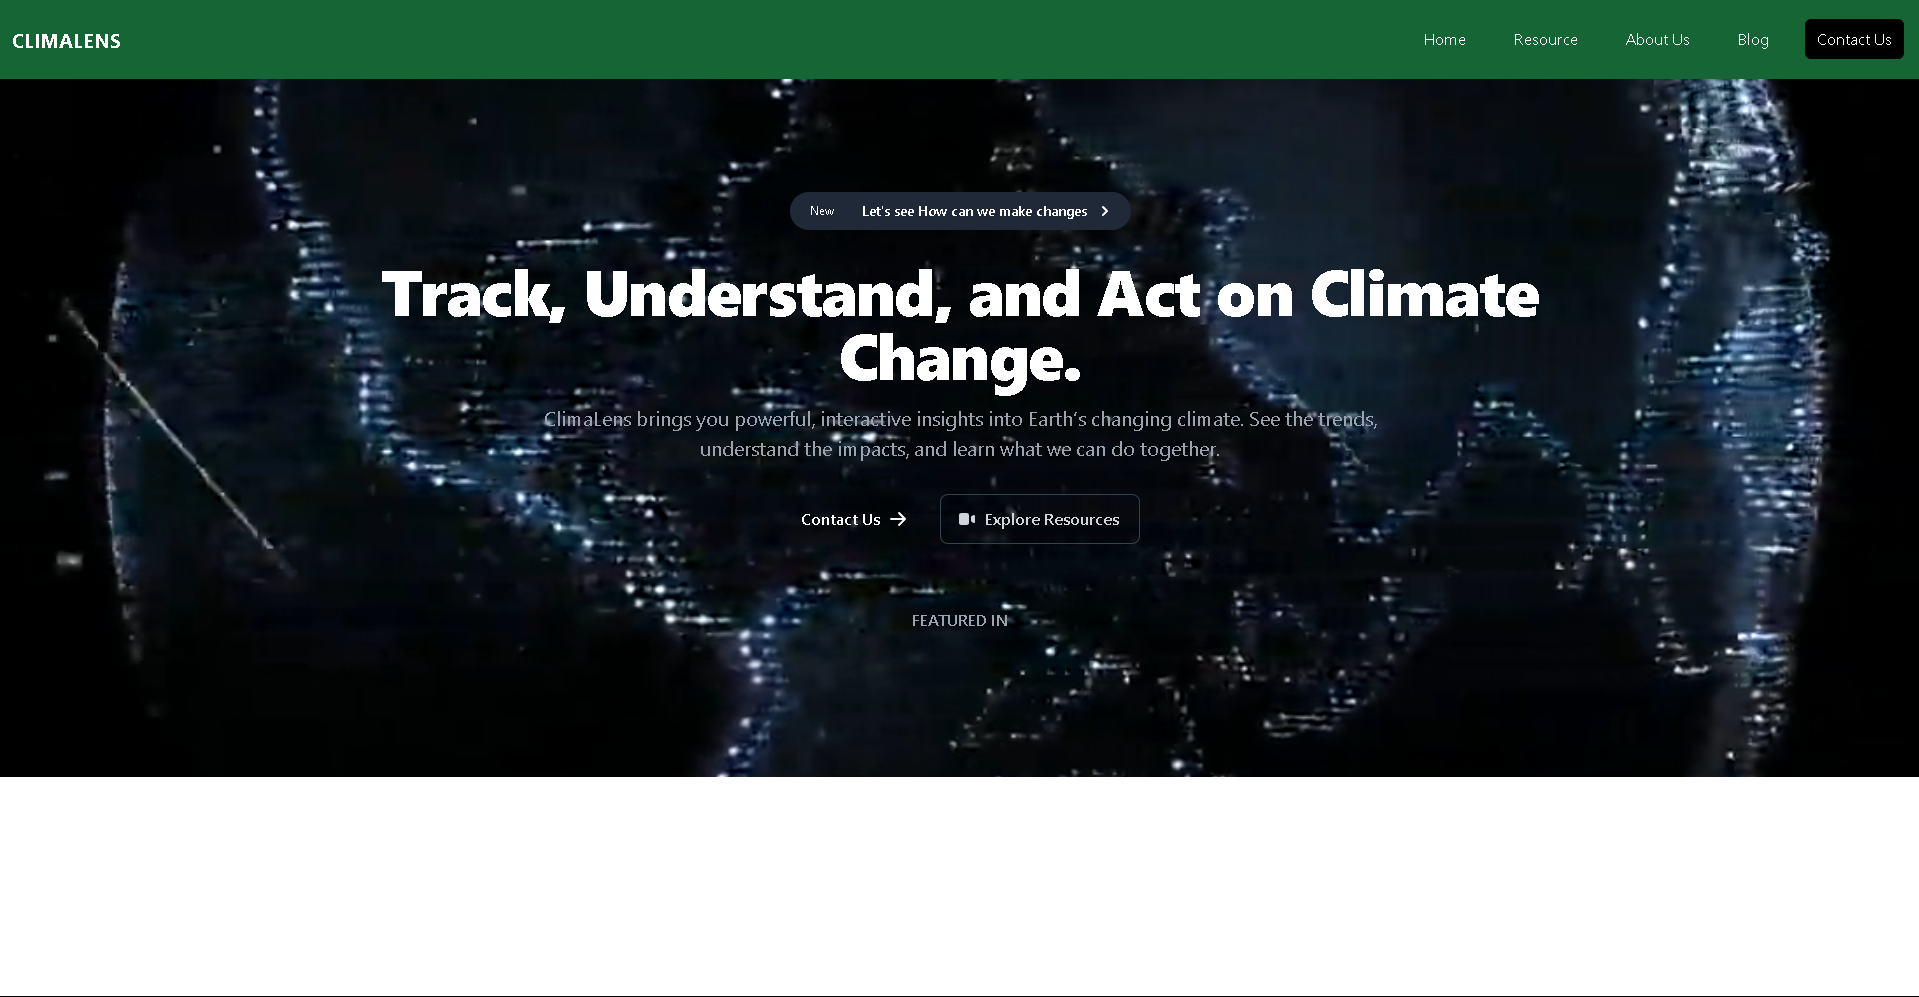 CLIMALENS
Home Resource About Us Blog Contact Us
New Let's see How can we make changes
Track, Understand, and Act on Climate
Change.
ClimaLens brings you powerful, interactive insights into Earth's changing climate. See the trends,
understand the impacts, and learn what we can do together.
Contact Us Explore Resources
FEATURED IN